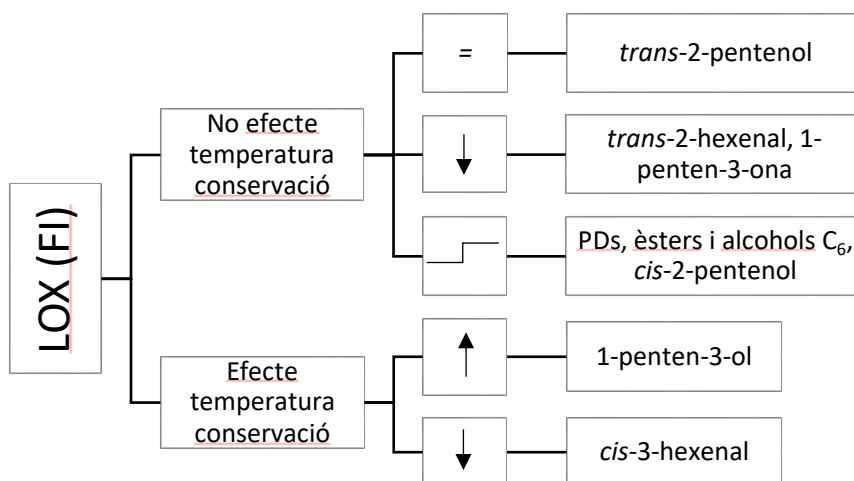 LOX (FI)
No efecte
temperatura
conservació
=
trans-2-pentenol
trans-2-hexenal, 1-
penten-3-ona
PDs, èsters i alcohols C₆,
cis-2-pentenol
Efecte
temperatura
conservació
1-penten-3-ol
cis-3-hexenal